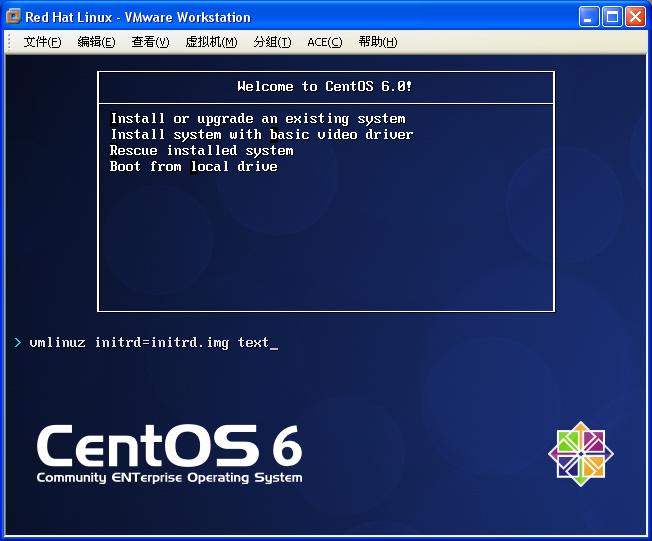 Red Hat Linux - VMware Workstation
文件(F) 编辑(E) 查看(V) 虚拟机(M) 分组(T) ACE(C) 帮助(H)
Welcome to CentOS 6.0!
Install or upgrade an existing system
Install system with basic video driver
Rescue installed system
Boot from local drive
> vmlinuz initrd=initrd.img text_
CentOS 6
Community ENTerprise Operating System